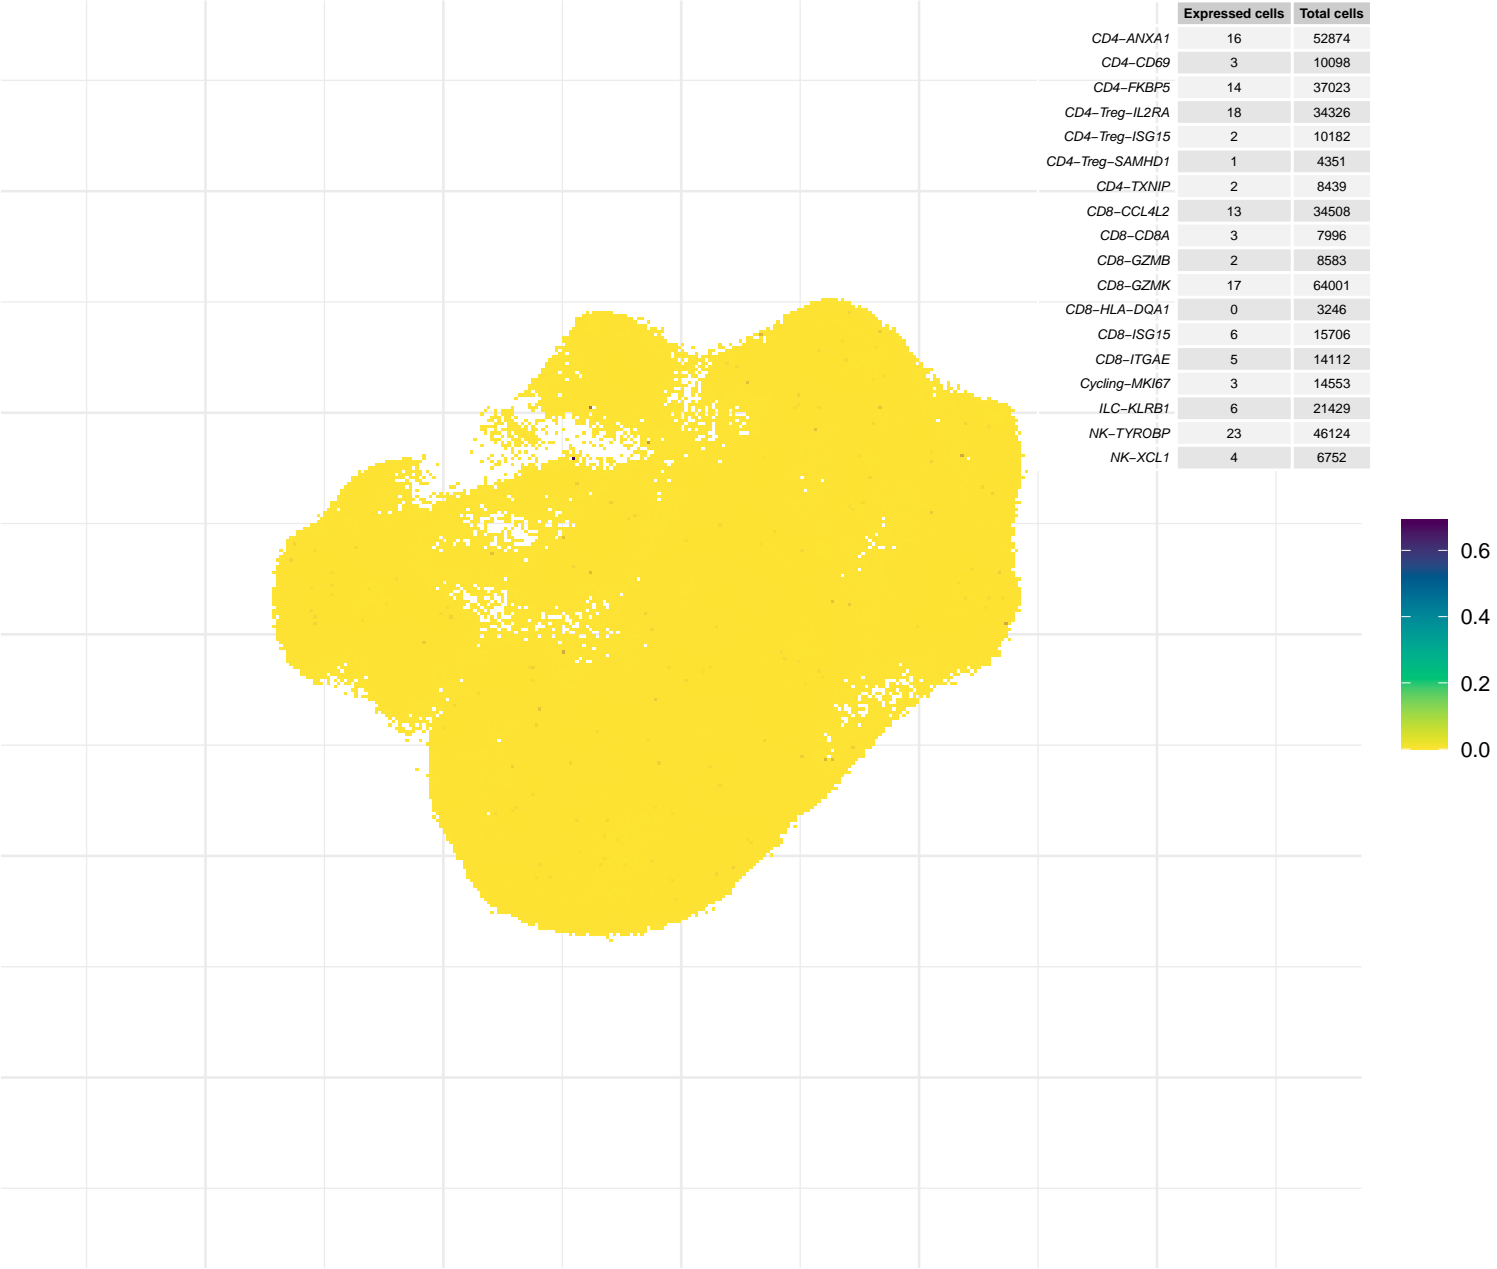 Expressed cells Total cells
CD4−ANXA1 16 52874
CD4−CD69 3 10098
CD4−FKBP5 14 37023
CD4−Treg−IL2RA 18 34326
CD4−Treg−ISG15 2 10182
CD4−Treg−SAMHD1 1 4351
CD4−TXNIP 2 8439
CD8−CCL4L2 13 34508
CD8−CD8A 3 7996
CD8−GZMB 2 8583
CD8−GZMK 17 64001
CD8−HLA−DQA1 0 3246
CD8−ISG15 6 15706
CD8−ITGAE 5 14112
Cycling−MKI67 3 14553
ILC−KLRB1 6 21429
NK−TYROBP 23 46124
NK−XCL1 4 6752
0.6
0.4
0.2
0.0